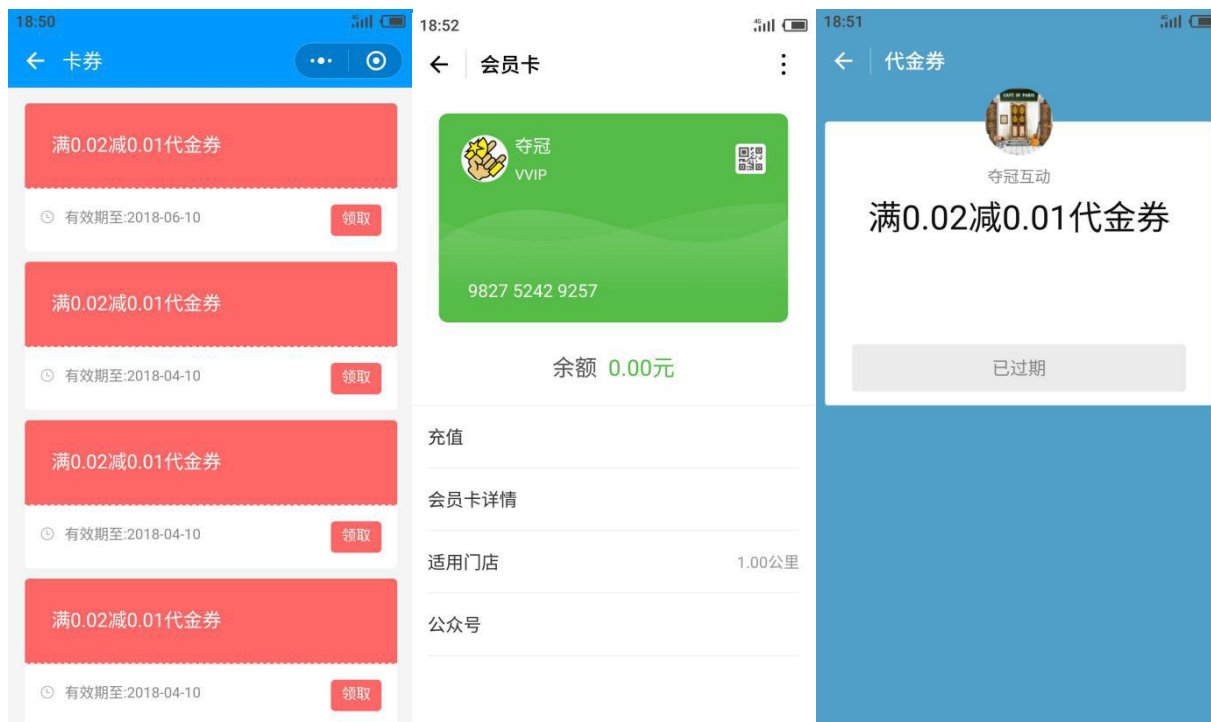 18:50
卡券
满0.02减0.01代金券
有效期至:2018-06-10
领取
满0.02减0.01代金券
有效期至:2018-04-10
领取
满0.02减0.01代金券
有效期至:2018-04-10
领取
满0.02减0.01代金券
有效期至:2018-04-10
领取
18:52
4G
会员卡
夺冠
VVIP
9827 5242 9257
余额 0.00元
充值
会员卡详情
适用门店 1.00公里
公众号
18:51
代金券
CAFE DE PARIS
夺冠互动
满0.02减0.01代金券
已过期